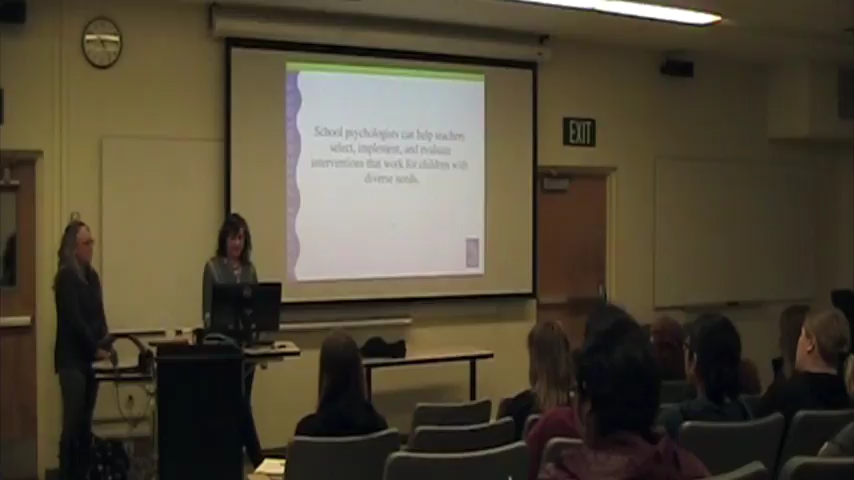 School psychologists can help teachers
select, implement, and evaluate
interventions that work for children with
diverse needs.
EXIT